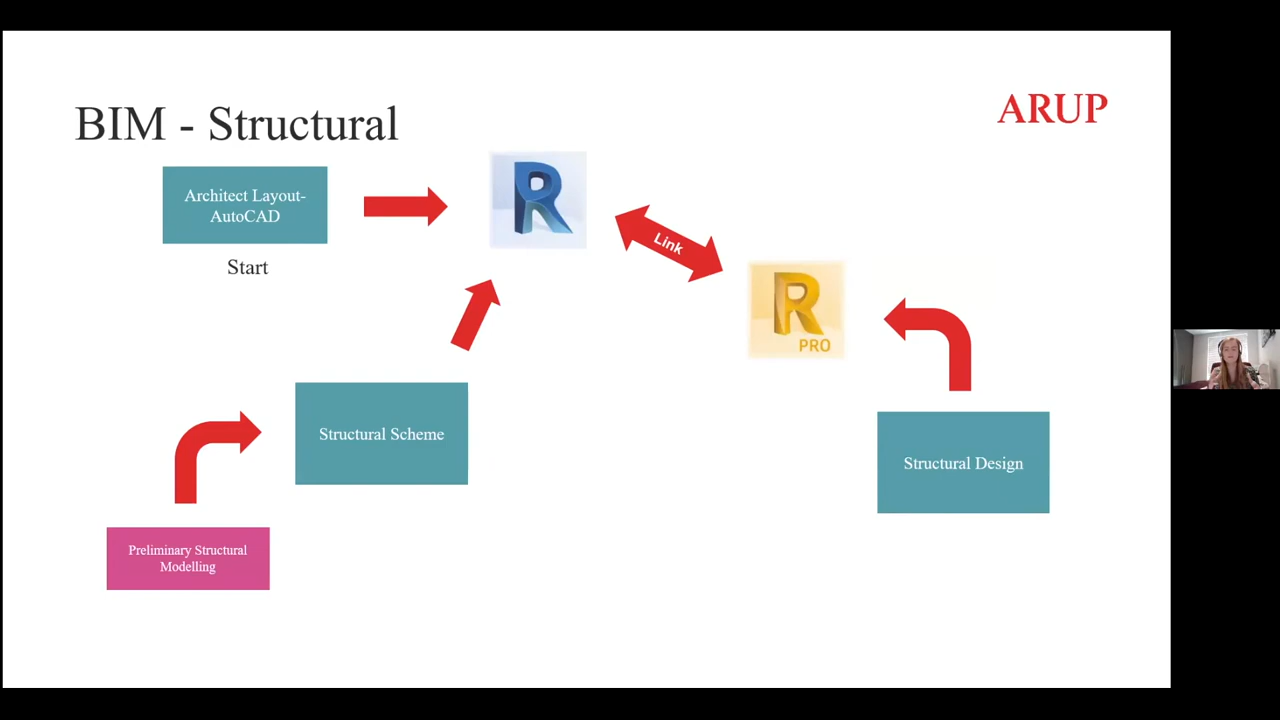 BIM - Structural
ARUP
Architect Layout-
AutoCAD
Start
Link
PRO
Structural Scheme
Structural Design
Preliminary Structural
Modelling